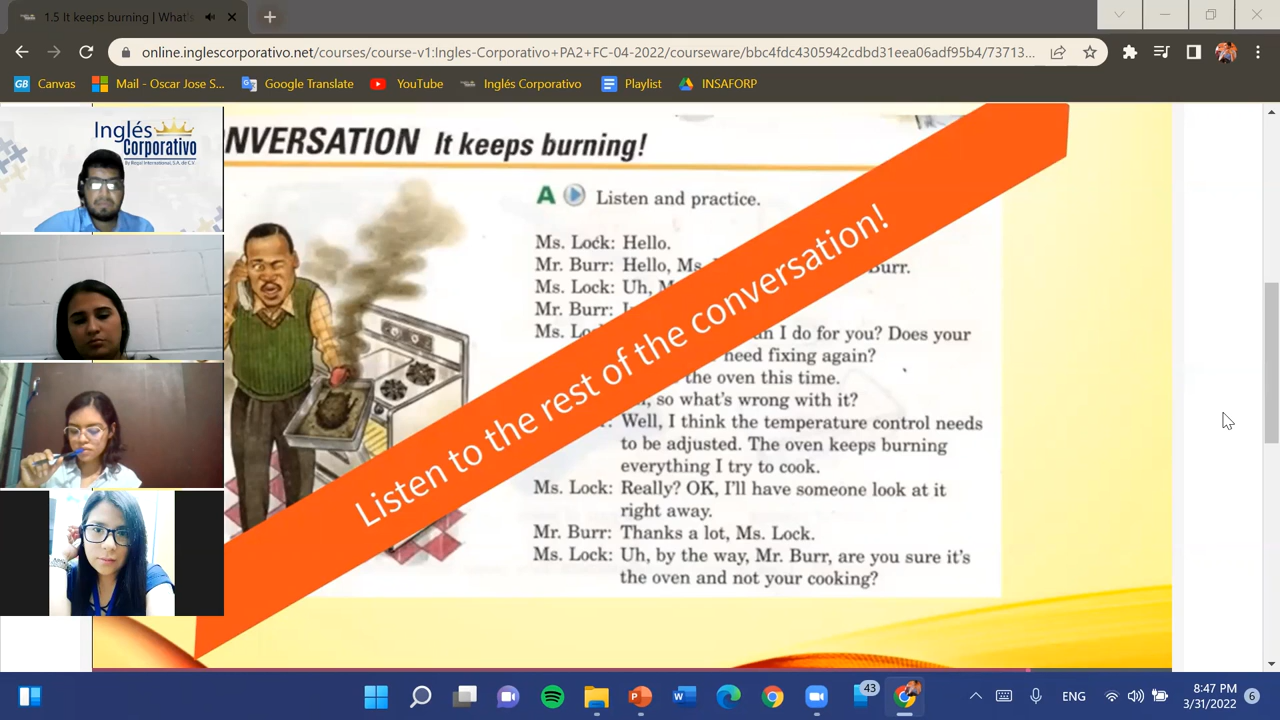 1.5 It keeps burning | What's
online.inglescorporativo.net/courses/course-v1:Ingles-Corporativo+PA2+FC-04-2022/courseware/bbc4fdc4305942cdbd31eea06adf95b4/73713...
GB Canvas
Mail - Oscar Jose S...
Google Translate
YouTube
Inglés Corporativo
Playlist
INSAFORP
Inglés
Corporativo
By Regal International, S.A. de C.V.
NVERSATION It keeps burning!
A Listen and practice.
Ms. Lock: Hello.
Mr. Burr: Hello, Ms. Burr.
Ms. Lock: Uh,
Mr. Burr:
Ms. Lo I do for you? Does your
need fixing again?
the oven this time.
so what's wrong with it?
Well, I think the temperature control needs
to be adjusted. The oven keeps burning
everything I try to cook.
Ms. Lock: Really? OK, I'll have someone look at it
right away.
Mr. Burr: Thanks a lot, Ms. Lock.
Ms. Lock: Uh, by the way, Mr. Burr, are you sure it's
the oven and not your cooking?
Listen to the rest of the conversation!
43
ENG
8:47 PM
3/31/2022
6